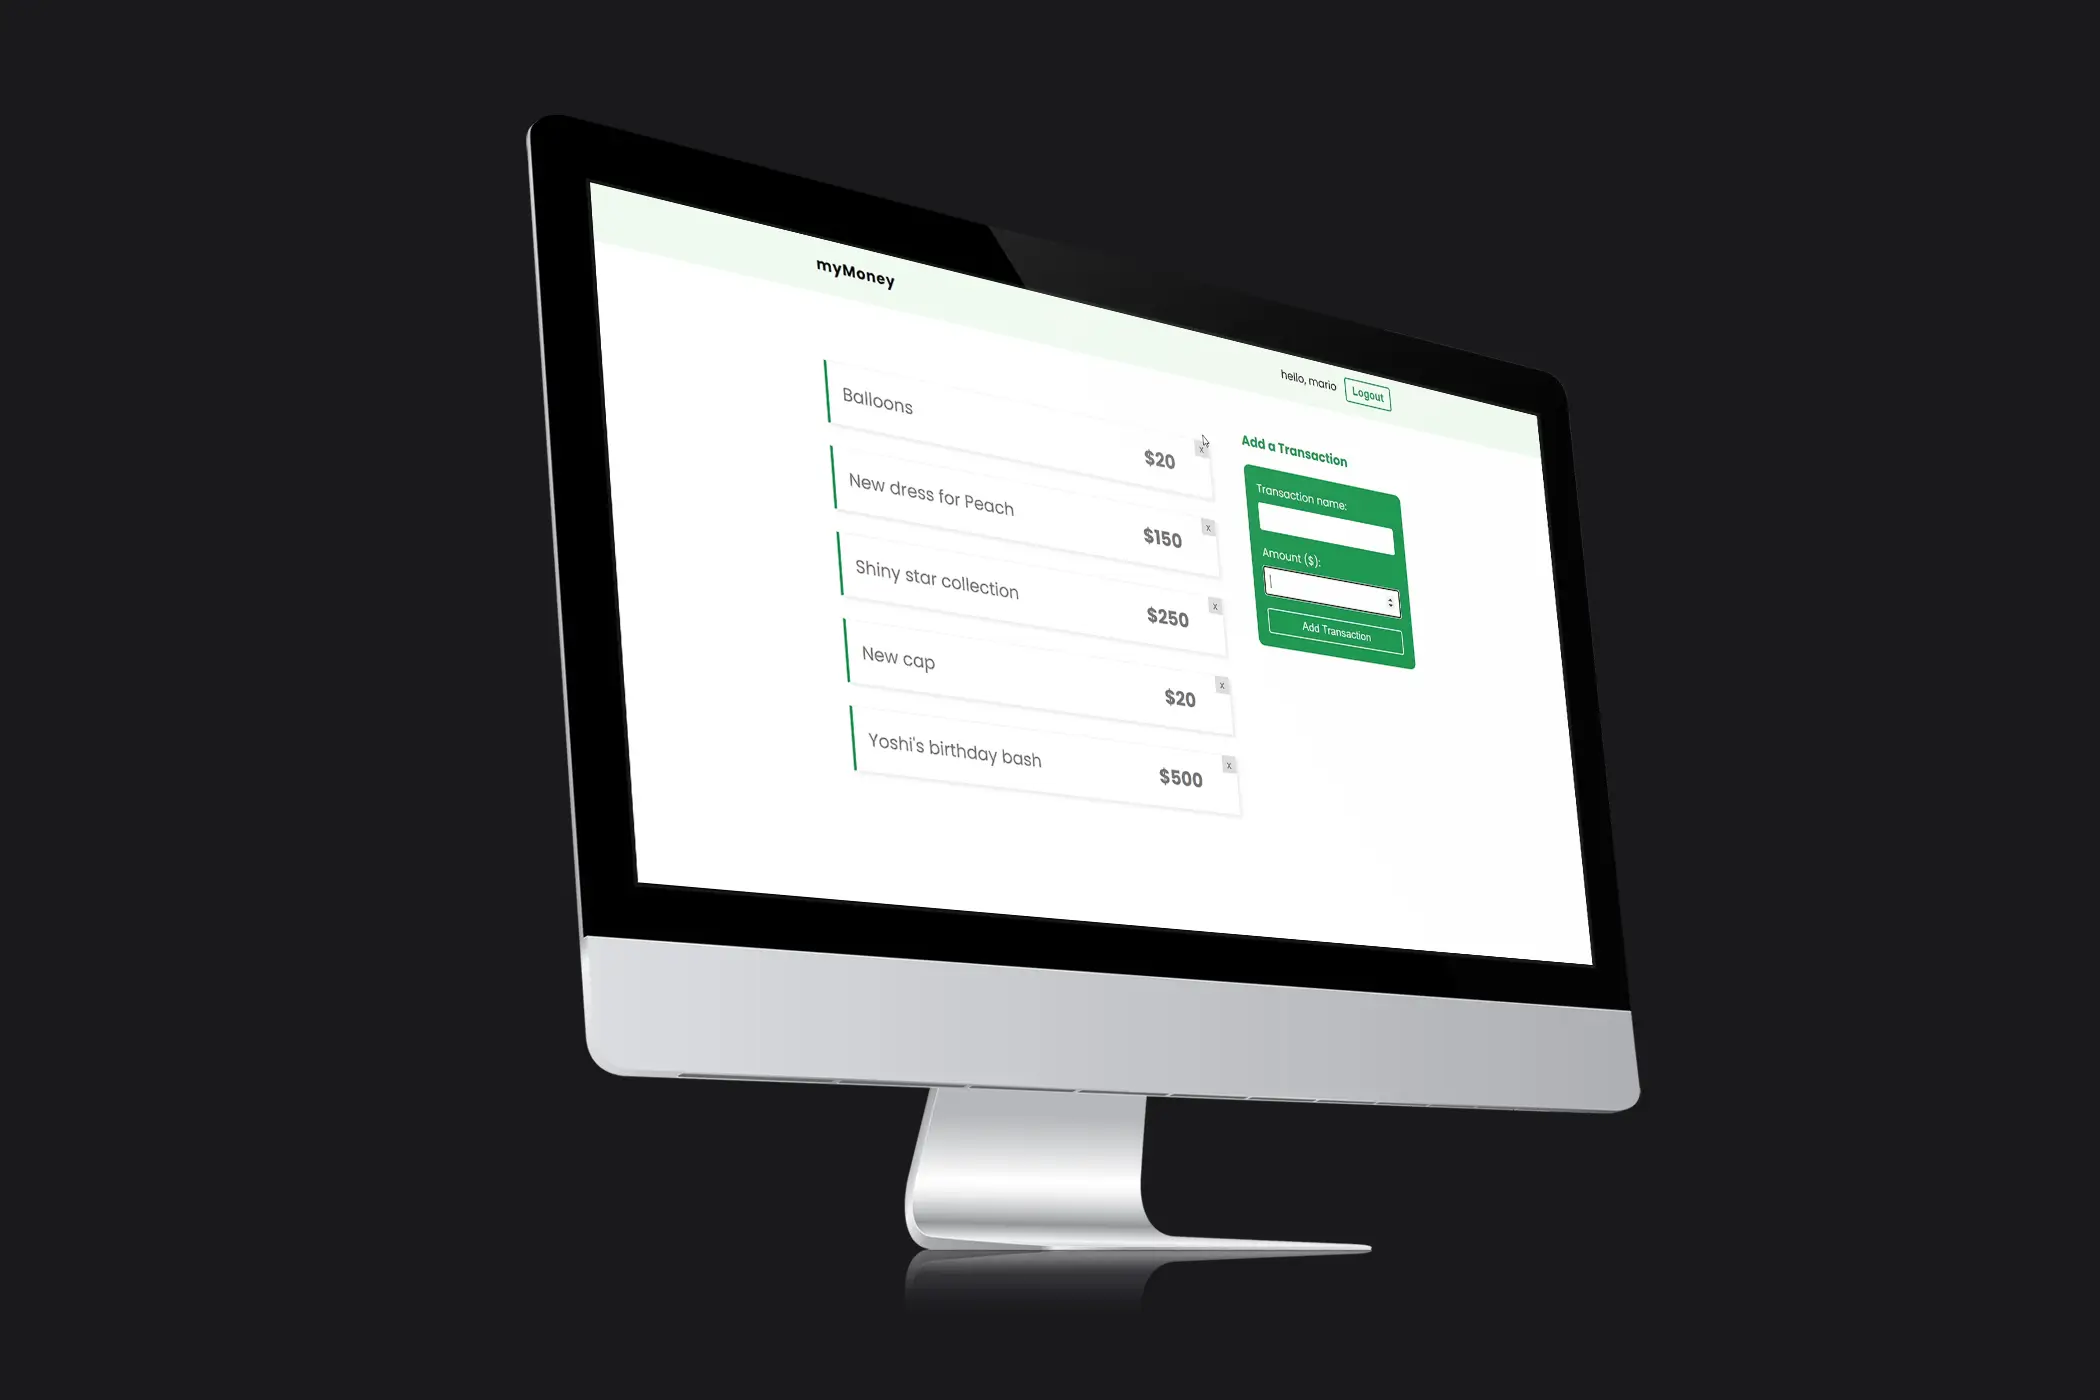 myMoney
hello, mario
Logout
Balloons
$20
x
New dress for Peach
$150
x
Shiny star collection
$250
x
New cap
$20
x
Yoshi's birthday bash
$500
x
Add a Transaction
Transaction name:
Amount ($):
Add Transaction